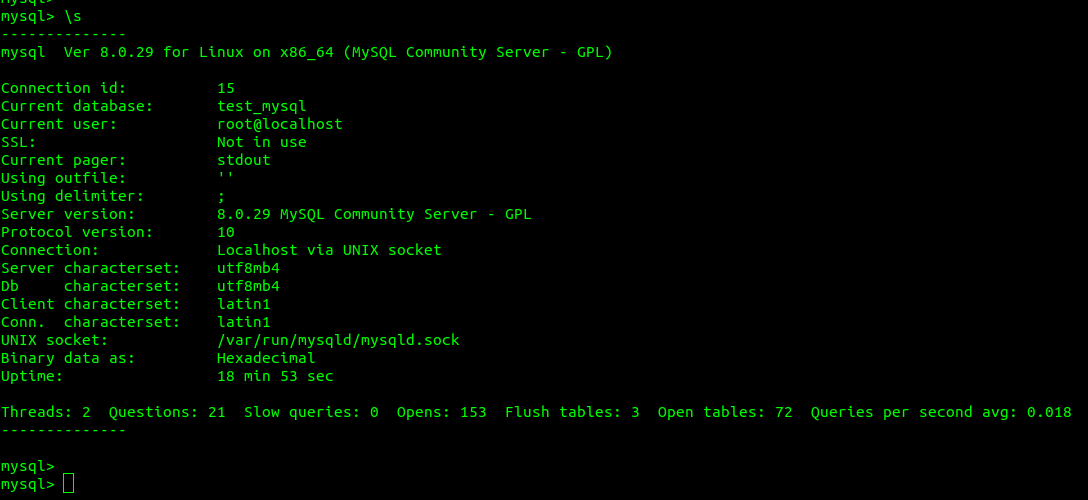 mysql>
mysql> \s
--------------
mysql  Ver 8.0.29 for Linux on x86_64 (MySQL Community Server - GPL)

Connection id:          15
Current database:       test_mysql
Current user:           root@localhost
SSL:                    Not in use
Current pager:          stdout
Using outfile:          ''
Using delimiter:        ;
Server version:         8.0.29 MySQL Community Server - GPL
Protocol version:       10
Connection:             Localhost via UNIX socket
Server characterset:    utf8mb4
Db     characterset:    utf8mb4
Client characterset:    latin1
Conn.  characterset:    latin1
UNIX socket:            /var/run/mysqld/mysqld.sock
Binary data as:         Hexadecimal
Uptime:                 18 min 53 sec

Threads: 2  Questions: 21  Slow queries: 0  Opens: 153  Flush tables: 3  Open tables: 72  Queries per second avg: 0.018
--------------

mysql>
mysql>